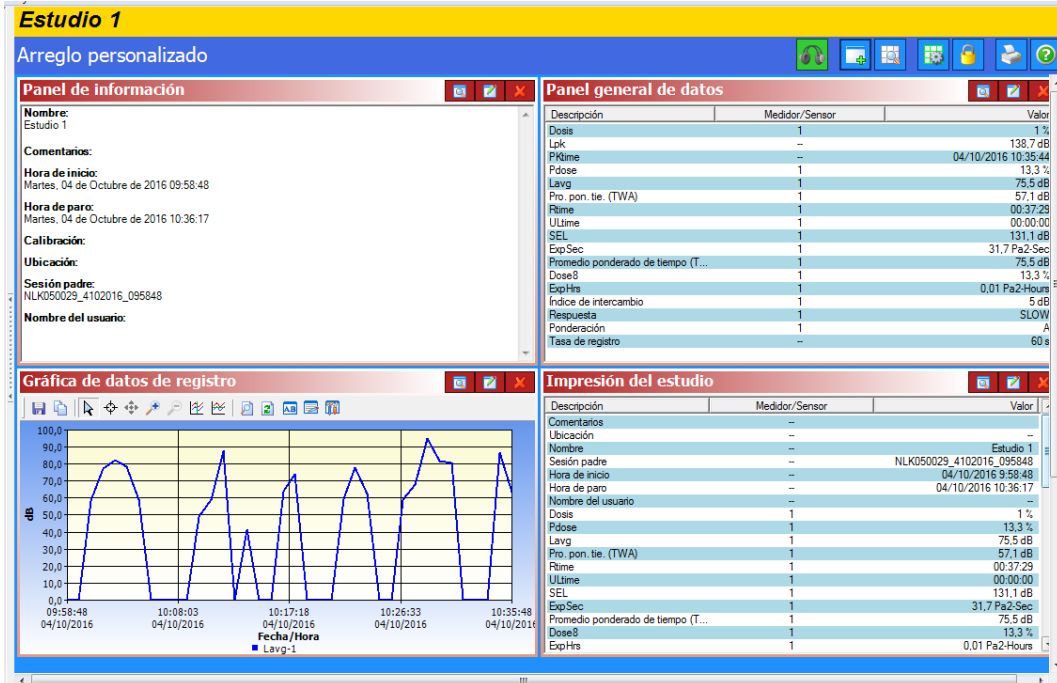 Estudio 1
Arreglo personalizado
Panel de información
Nombre:
Estudio 1
Comentarios:
Hora de inicio:
Martes, 04 de Octubre de 2016 09:58:48
Hora de paro:
Martes, 04 de Octubre de 2016 10:36:17
Calibración:
Ubicación:
Sesión padre:
NLK050029_4102016_095848
Nombre del usuario:
Panel general de datos
Descripción Medidor/Sensor Valor
Dosis 1 1 %
Lpk -- 138,7 dB
PKtime -- 04/10/2016 10:35:44
Pdose 1 13,3 %
Lavg 1 75,5 dB
Pro. pon. tie. (TWA) 1 57,1 dB
Rtime 1 00:37:29
ULtime 1 00:00:00
SEL 1 131,1 dB
ExpSec 1 31,7 Pa2-Sec
Promedio ponderado de tiempo (T... 1 75,5 dB
Dose8 1 13,3 %
ExpHrs 1 0,01 Pa2-Hours
Índice de intercambio 1 5 dB
Respuesta 1 SLOW
Ponderación 1 A
Tasa de registro -- 60 s
Gráfica de datos de registro
100,0
90,0
80,0
70,0
60,0
50,0
40,0
30,0
20,0
10,0
0,0
dB
09:58:48 10:08:03 10:17:18 10:26:33 10:35:48
04/10/2016 04/10/2016 04/10/2016 04/10/2016 04/10/2016
Fecha/Hora
Lavg-1
Impresión del estudio
Descripción Medidor/Sensor Valor
Comentarios --
Ubicación -- --
Nombre -- Estudio 1
Sesión padre -- NLK050029_4102016_095848
Hora de inicio -- 04/10/2016 9:58:48
Hora de paro -- 04/10/2016 10:36:17
Nombre del usuario -- --
Dosis 1 1 %
Pdose 1 13,3 %
Lavg 1 75,5 dB
Pro. pon. tie. (TWA) 1 57,1 dB
Rtime 1 00:37:29
ULtime 1 00:00:00
SEL 1 131,1 dB
ExpSec 1 31,7 Pa2-Sec
Promedio ponderado de tiempo (T... 1 75,5 dB
Dose8 1 13,3 %
ExpHrs 1 0,01 Pa2-Hours